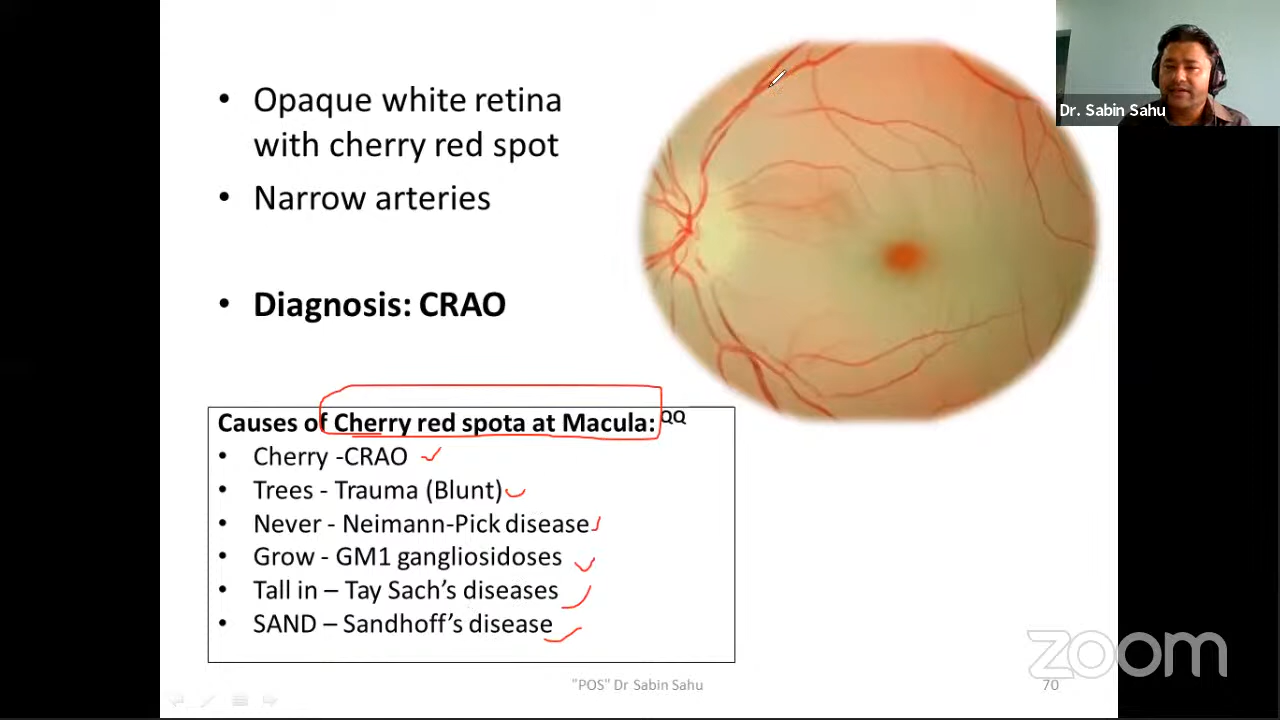 • Opaque white retina
with cherry red spot
• Narrow arteries
• Diagnosis: CRAO
Causes of Cherry red spota at Macula:QQ
• Cherry -CRAO
• Trees - Trauma (Blunt)
• Never - Neimann-Pick disease
• Grow - GM1 gangliosidoses
• Tall in – Tay Sach’s diseases
• SAND – Sandhoff’s disease
"POS" Dr Sabin Sahu
70
Dr. Sabin Sahu
zoom